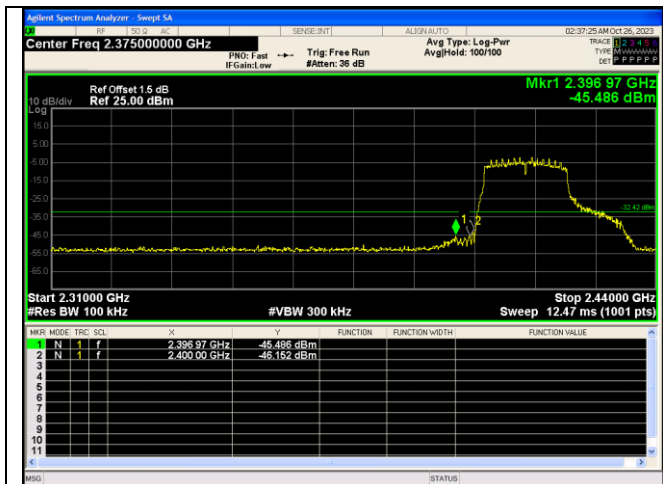 Agilent Spectrum Analyzer - Swept SA
RF 50 Ω AC SENSE:INT ALIGN AUTO 02:37:25 AM Oct 26, 2023
Center Freq 2.375000000 GHz
PNO: Fast
IFGain:Low
Trig: Free Run
#Atten: 36 dB
Avg Type: Log-Pwr
Avg|Hold: 100/100
TRACE 1 2 3 4 5 6
TYPE M
DET P P P P P P
Mkr1 2.396 97 GHz
-45.486 dBm
Ref Offset 1.5 dB
10 dB/div Ref 25.00 dBm
Log
15.0
5.00
-5.00
-15.0
-25.0
-32.42 dBm
-35.0
1 2
-45.0
-55.0
-65.0
Start 2.31000 GHz Stop 2.44000 GHz
#Res BW 100 kHz #VBW 300 kHz Sweep 12.47 ms (1001 pts)
MKR MODE TRC SCL X Y FUNCTION FUNCTION WIDTH FUNCTION VALUE
1 N 1 f 2.396 97 GHz -45.486 dBm
2 N 1 f 2.400 00 GHz -46.152 dBm
3
4
5
6
7
8
9
10
11
MSG STATUS